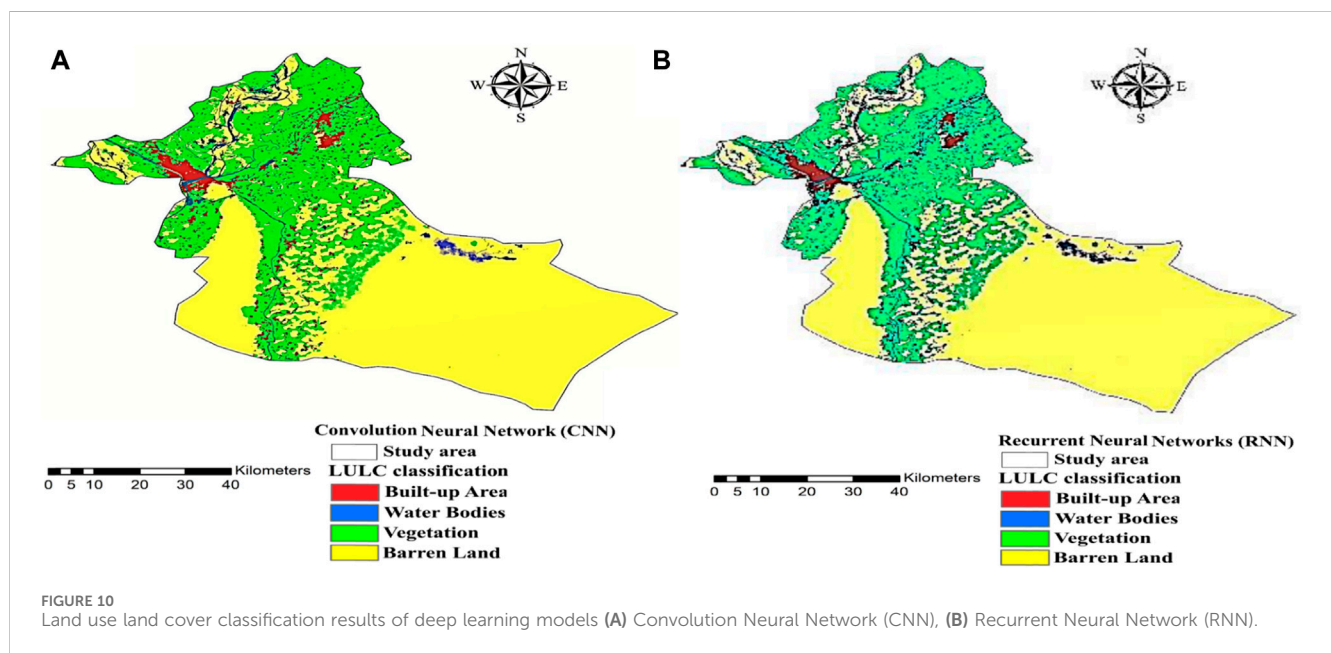 A
N
W
E
S
Convolution Neural Network (CNN)
Study area
LULC classification
Built-up Area
Water Bodies
Vegetation
Barren Land
Kilometers
0 5 10 20 30 40
B
N
W
E
S
Recurrent Neural Networks (RNN)
Study area
LULC classification
Built-up Area
Water Bodies
Vegetation
Barren Land
Kilometers
0 5 10 20 30 40
FIGURE 10
Land use land cover classification results of deep learning models (A) Convolution Neural Network (CNN), (B) Recurrent Neural Network (RNN).